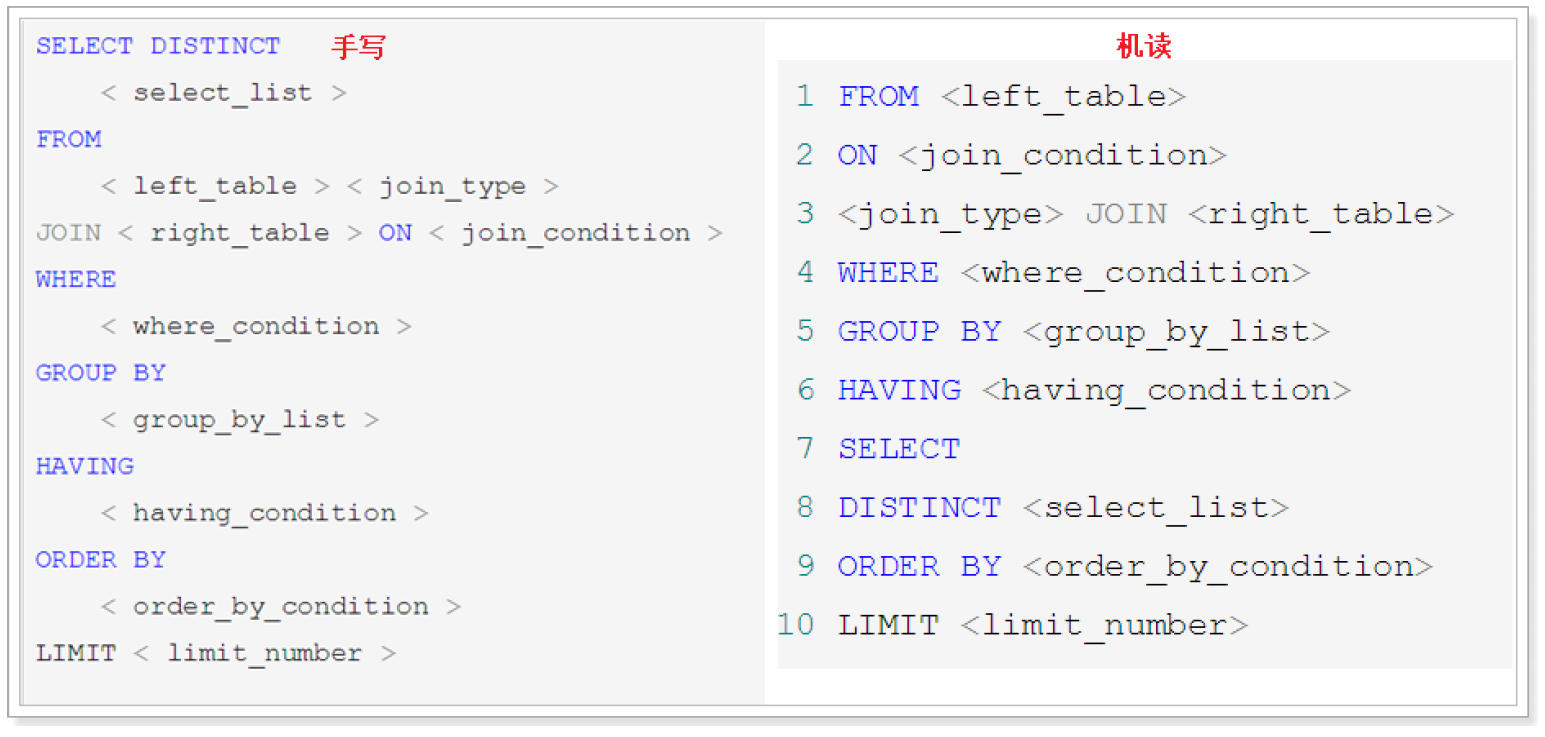 SELECT DISTINCT 手写
< select_list >
FROM
< left_table > < join_type >
JOIN < right_table > ON < join_condition >
WHERE
< where_condition >
GROUP BY
< group_by_list >
HAVING
< having_condition >
ORDER BY
< order_by_condition >
LIMIT < limit_number >
机读
1 FROM <left_table>
2 ON <join_condition>
3 <join_type> JOIN <right_table>
4 WHERE <where_condition>
5 GROUP BY <group_by_list>
6 HAVING <having_condition>
7 SELECT
8 DISTINCT <select_list>
9 ORDER BY <order_by_condition>
10 LIMIT <limit_number>